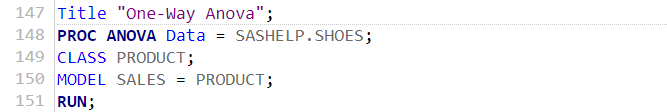 147 Title "One-Way Anova";
148 PROC ANOVA Data = SASHELP.SHOES;
149 CLASS PRODUCT;
150 MODEL SALES = PRODUCT;
151 RUN;